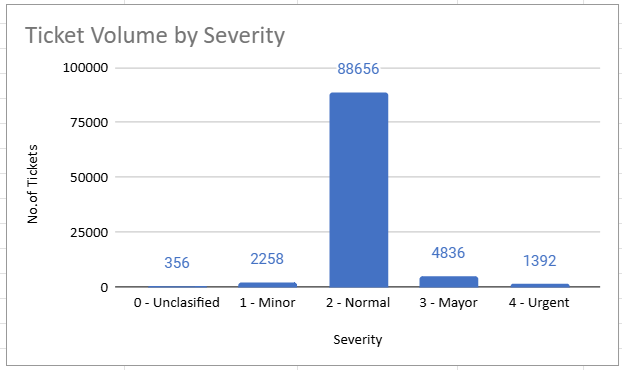 Ticket Volume by Severity
100000
75000
50000
25000
0
No.of Tickets
356
2258
88656
4836
1392
0 - Unclasified
1 - Minor
2 - Normal
3 - Mayor
4 - Urgent
Severity